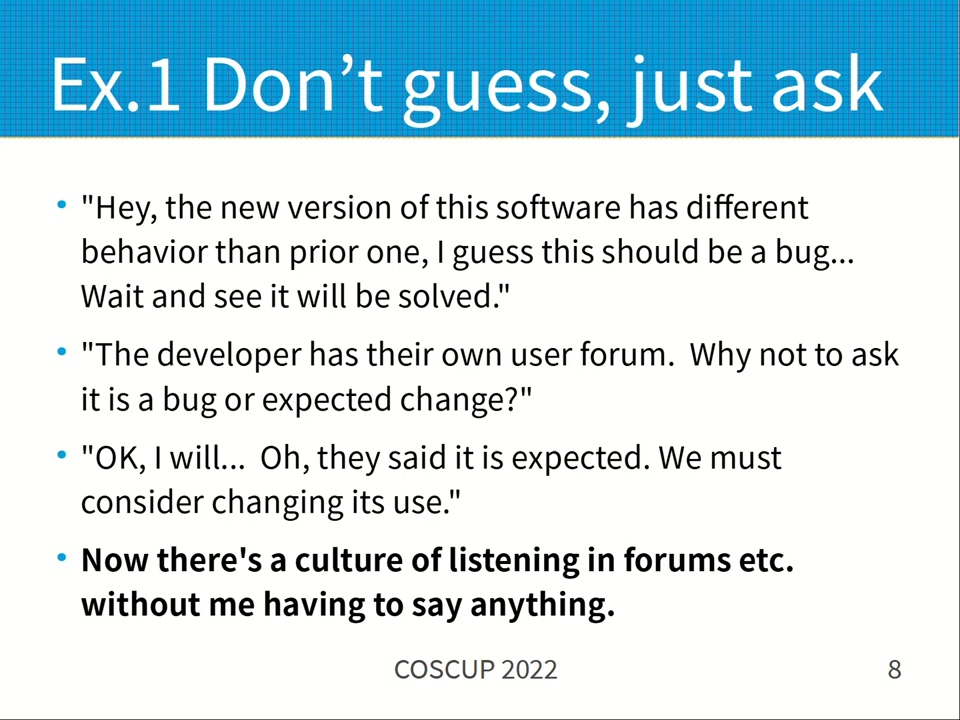 Ex.1 Don’t guess, just ask
• "Hey, the new version of this software has different
behavior than prior one, I guess this should be a bug...
Wait and see it will be solved."
• "The developer has their own user forum.  Why not to ask
it is a bug or expected change?"
• "OK, I will...  Oh, they said it is expected. We must
consider changing its use."
• Now there's a culture of listening in forums etc.
without me having to say anything.
COSCUP 2022
8